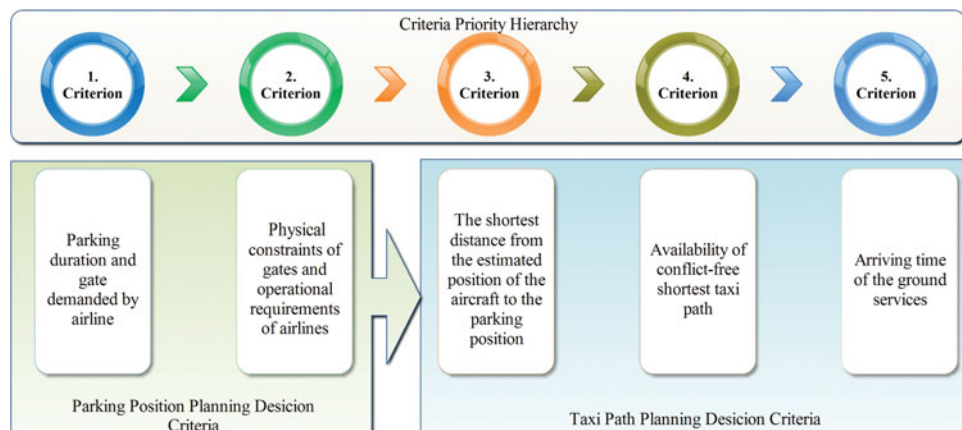 Criteria Priority Hierarchy
1.
Criterion
2.
Criterion
3.
Criterion
4.
Criterion
5.
Criterion
Parking
duration and
gate
demanded by
airline
Physical
constraints of
gates and
operational
requirements
of airlines
Parking Position Planning Desicion
Criteria
The shortest
distance from
the estimated
position of the
aircraft to the
parking
position
Availability of
conflict-free
shortest taxi
path
Arriving time
of the ground
services
Taxi Path Planning Desicion Criteria